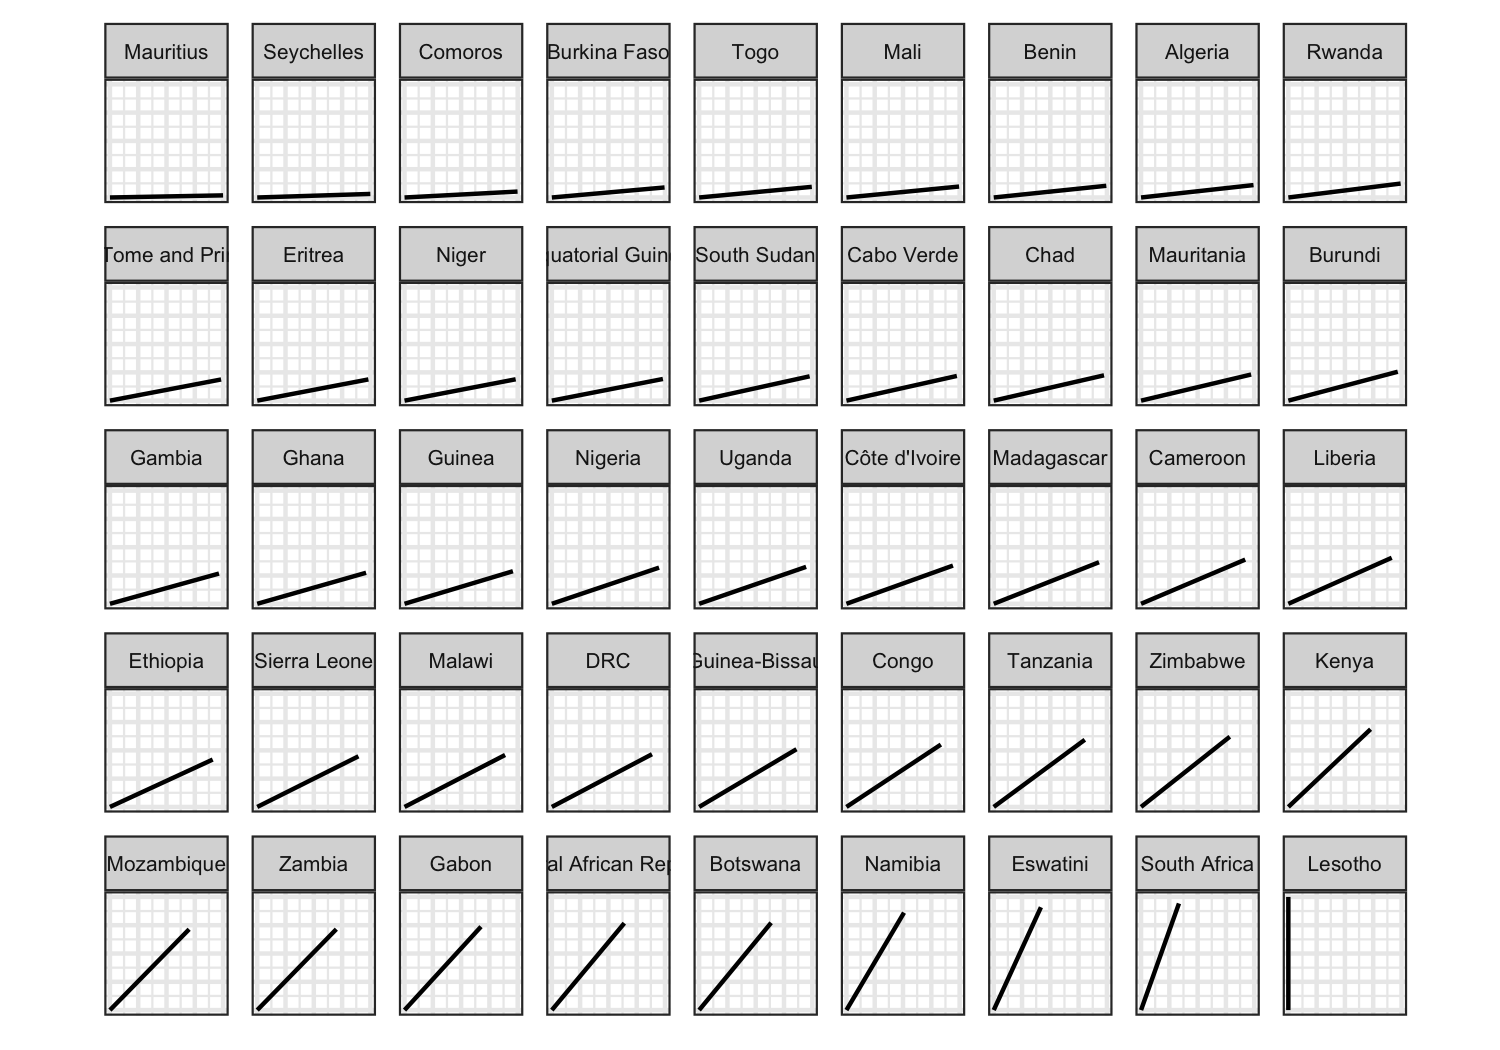 Mauritius Seychelles Comoros Burkina Faso Togo Mali Benin Algeria Rwanda
Tome and Pri Eritrea Niger quatorial Guin South Sudan Cabo Verde Chad Mauritania Burundi
Gambia Ghana Guinea Nigeria Uganda Côte d'Ivoire Madagascar Cameroon Liberia
Ethiopia Sierra Leone Malawi DRC Guinea-Bissau Congo Tanzania Zimbabwe Kenya
Mozambique Zambia Gabon al African Rep Botswana Namibia Eswatini South Africa Lesotho